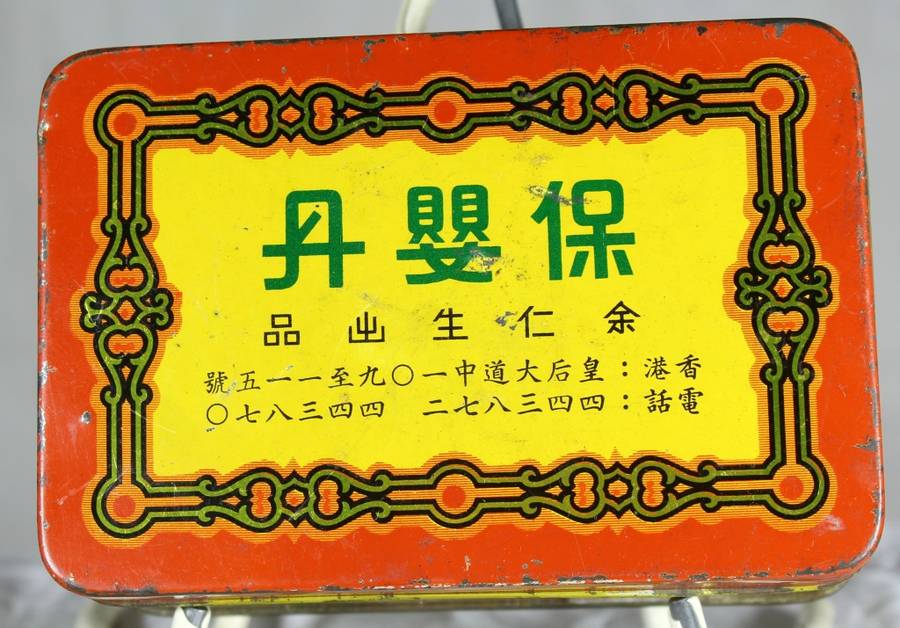 保嬰丹
余仁生出品
香港：皇后大道中一〇九至一一五號
電話：四四三八七二 四四三八七〇